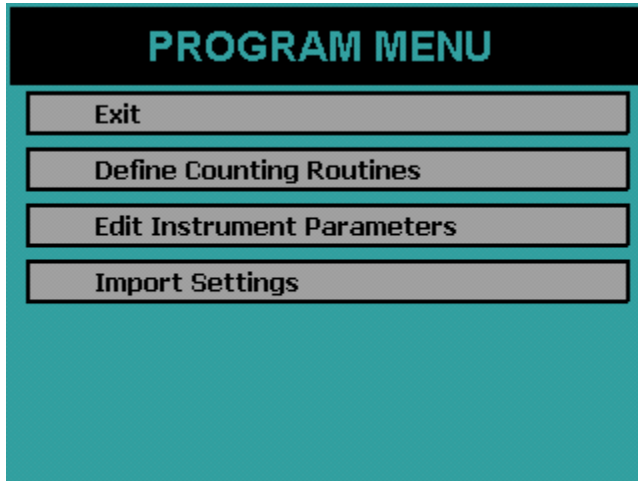 PROGRAM MENU
Exit
Define Counting Routines
Edit Instrument Parameters
Import Settings